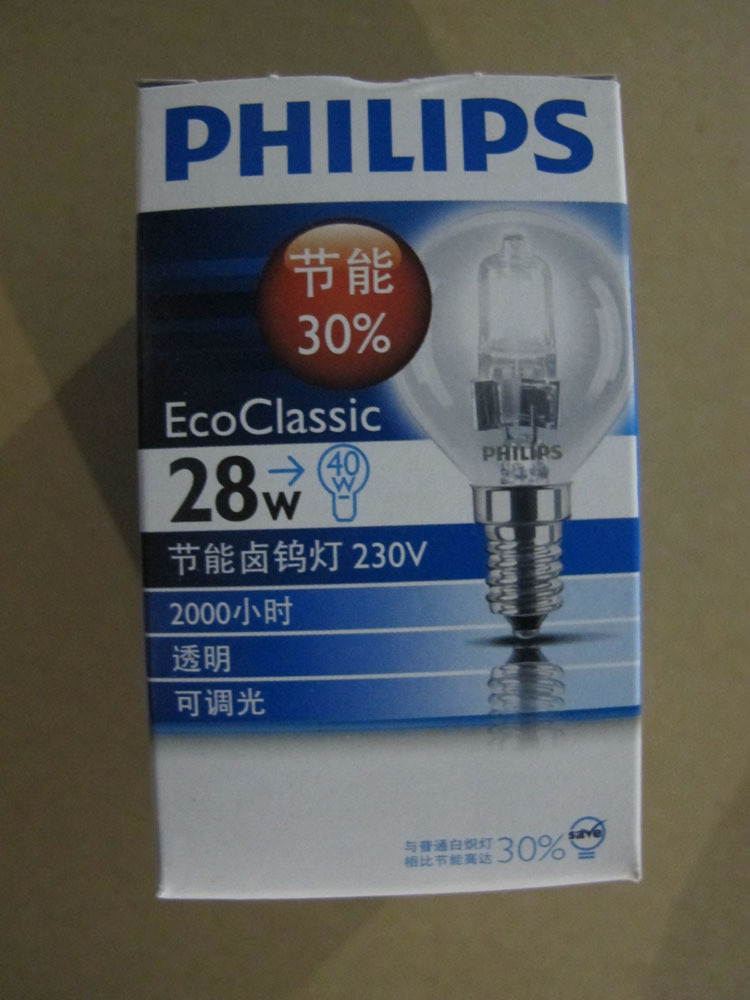 PHILIPS
节能
30%
EcoClassic
28W → 40W
PHILIPS
节能卤钨灯 230V
2000小时
透明
可调光
与普通白炽灯
相比节能高达 30% save